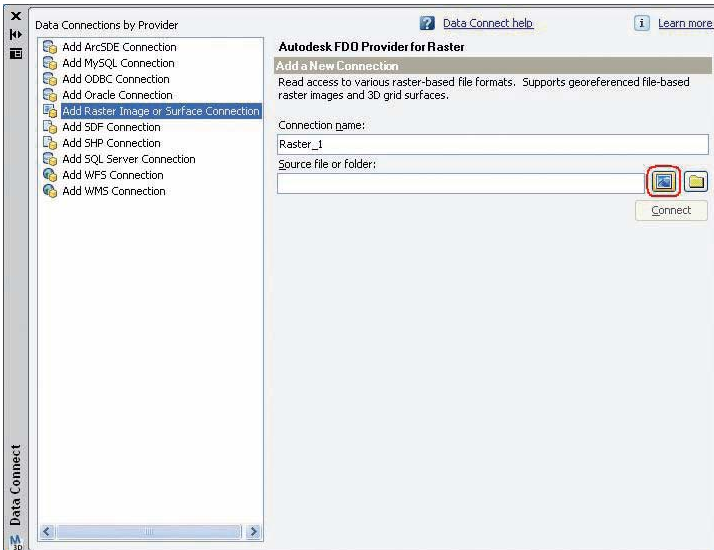 Data Connections by Provider
Data Connect help
Learn more
Add ArcSDE Connection
Add MySQL Connection
Add ODBC Connection
Add Oracle Connection
Add Raster Image or Surface Connection
Add SDF Connection
Add SHP Connection
Add SQL Server Connection
Add WFS Connection
Add WMS Connection
Autodesk FDO Provider for Raster
Add a New Connection
Read access to various raster-based file formats.  Supports georeferenced file-based
raster images and 3D grid surfaces.
Connection name:
Raster_1
Source file or folder:
Connect
Data Connect
M
3D